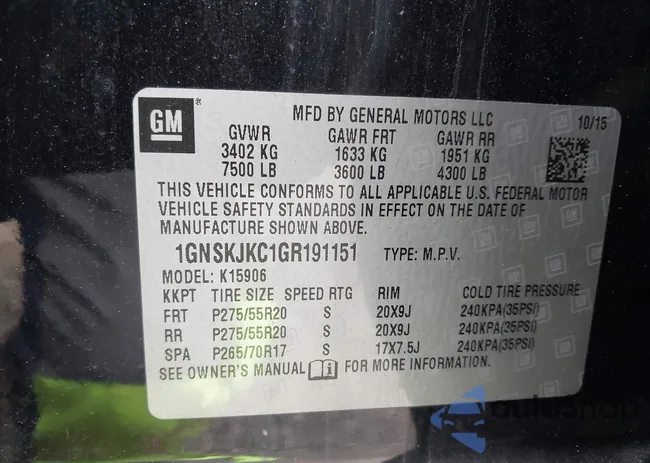 GM®
MFD BY GENERAL MOTORS LLC 10/15
GVWR GAWR FRT GAWR RR
3402 KG 1633 KG 1951 KG
7500 LB 3600 LB 4300 LB
THIS VEHICLE CONFORMS TO ALL APPLICABLE U.S. FEDERAL MOTOR
VEHICLE SAFETY STANDARDS IN EFFECT ON THE DATE OF
MANUFACTURE SHOWN ABOVE.
1GNSKJKC1GR191151 TYPE: M.P.V.
MODEL: K15906
KKPT TIRE SIZE SPEED RTG RIM COLD TIRE PRESSURE
FRT P275/55R20 S 20X9J 240KPA(35PSI)
RR P275/55R20 S 20X9J 240KPA(35PSI)
SPA P265/70R17 S 17X7.5J 240KPA(35PSI)
SEE OWNER'S MANUAL FOR MORE INFORMATION.
autosnap